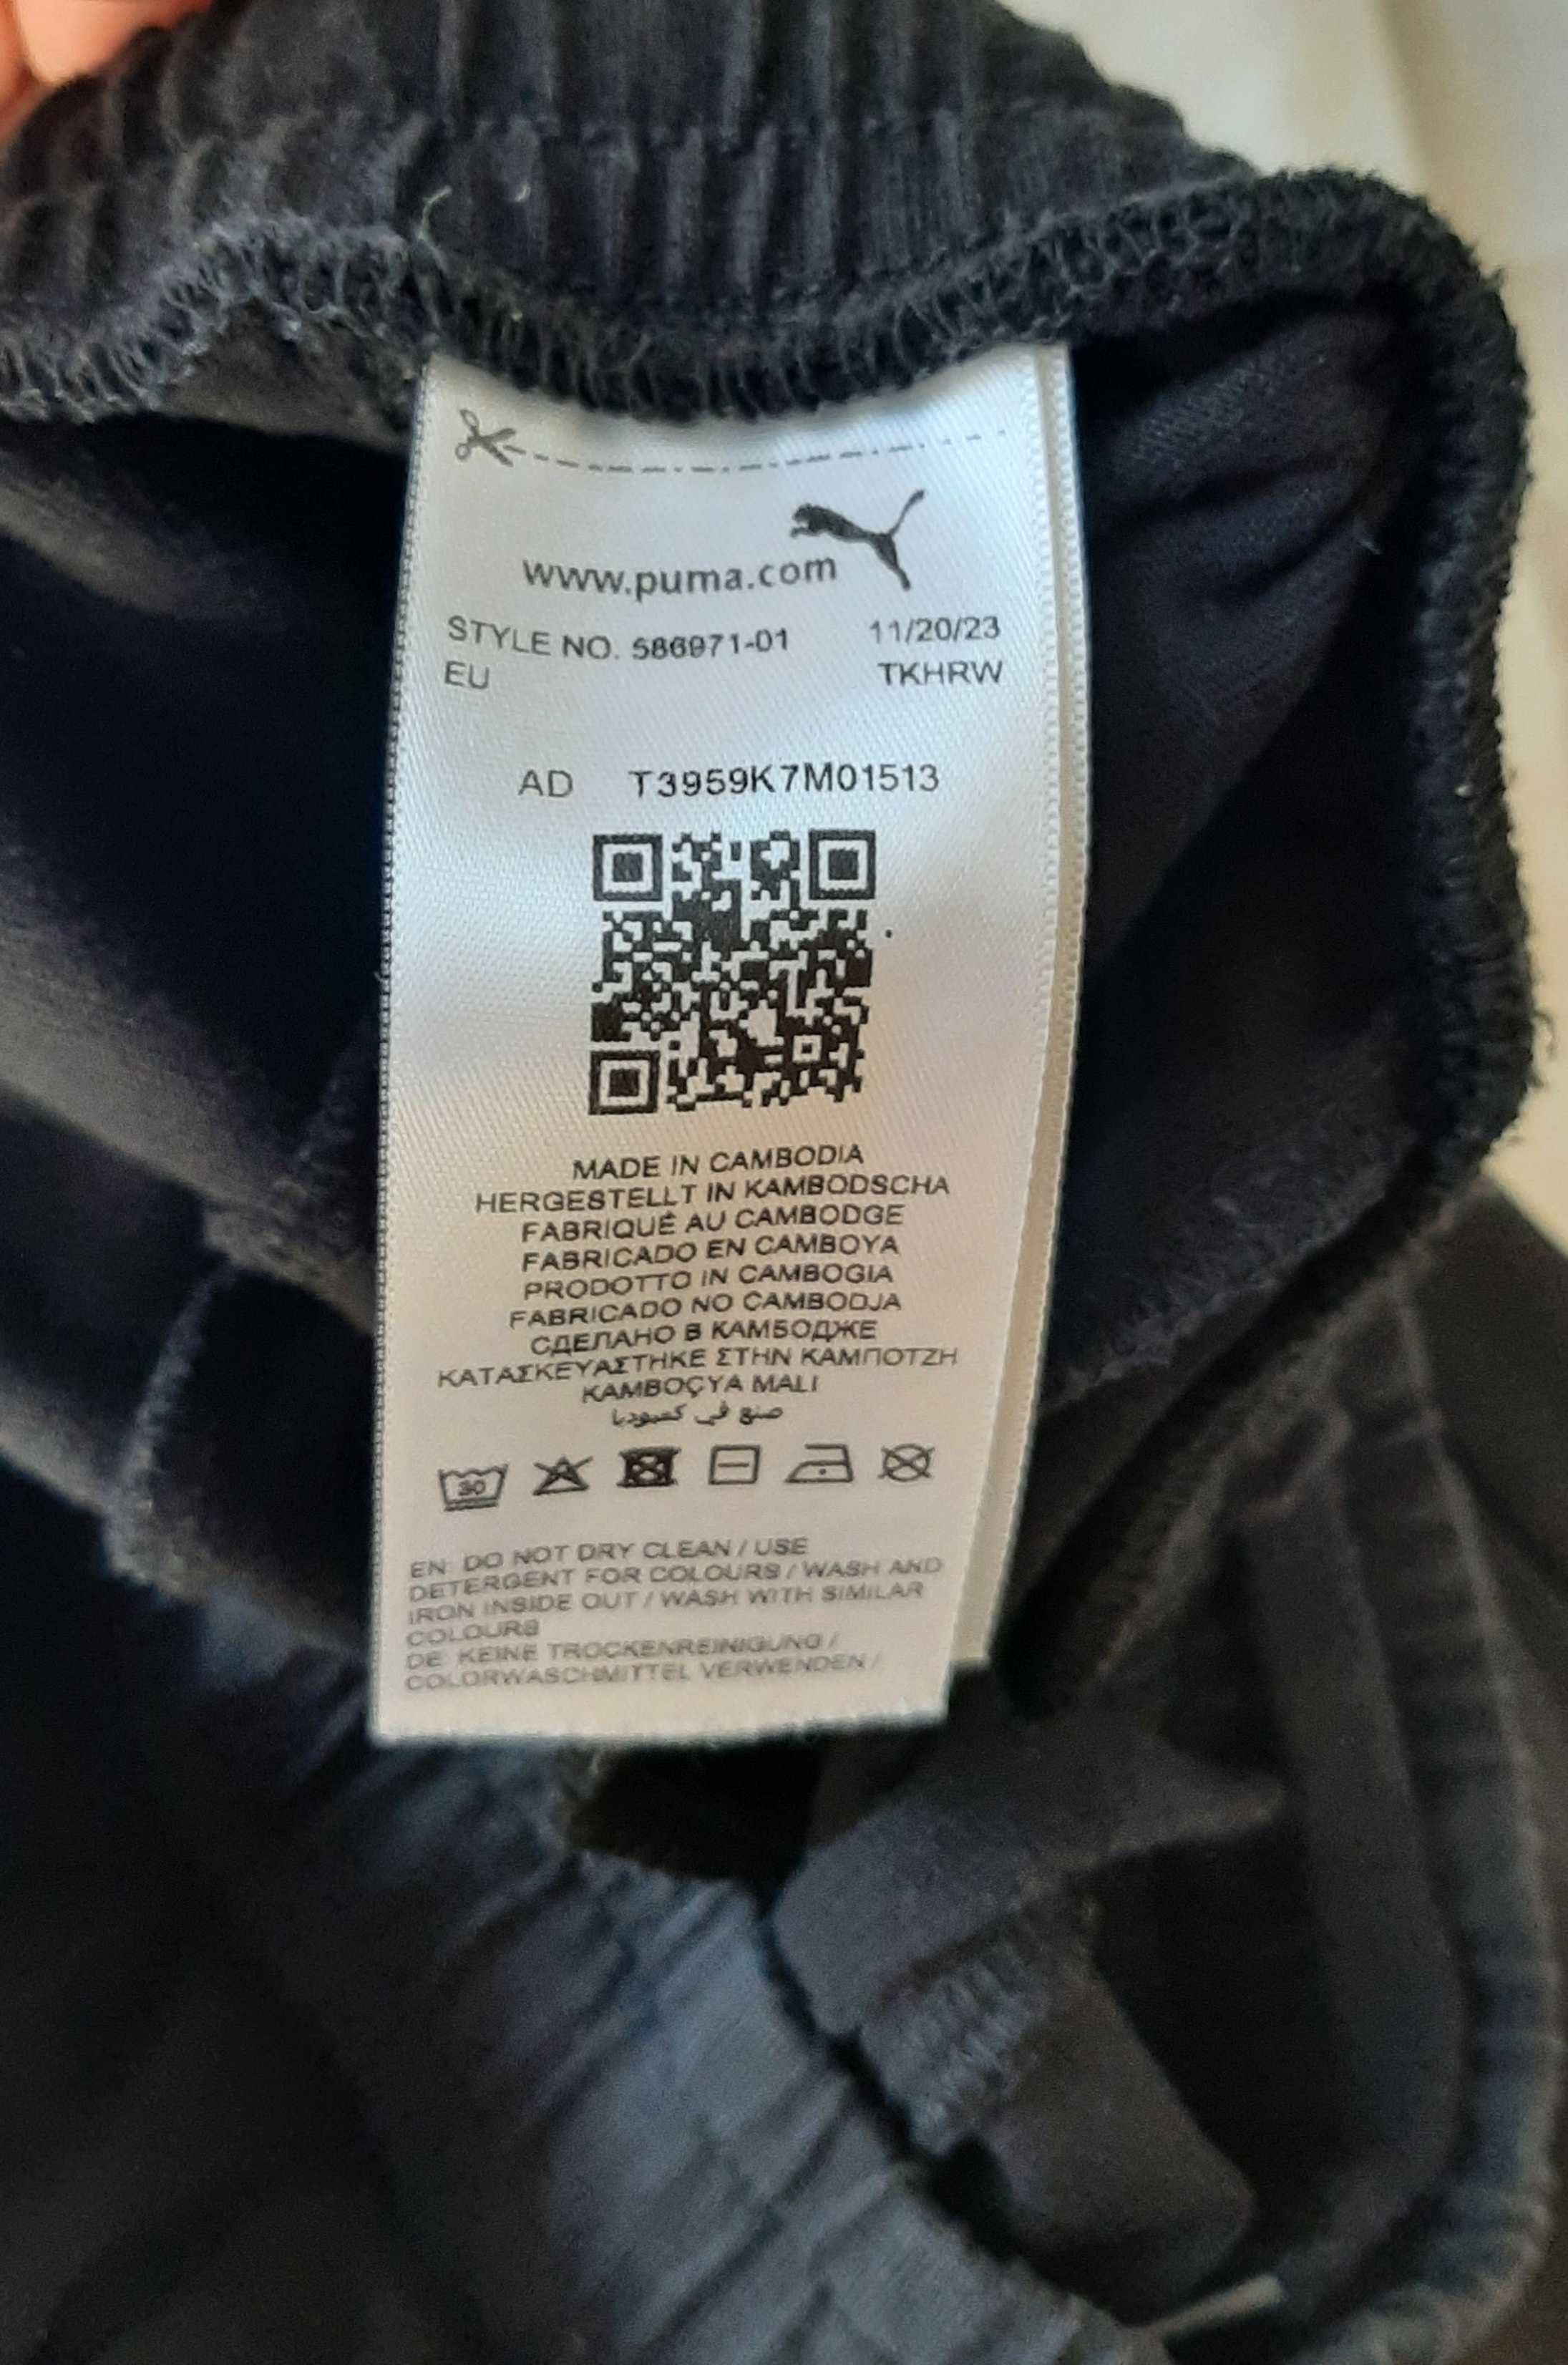 www.puma.com
STYLE NO. 586971-01 11/20/23
EU TKHRW
AD T3959K7M01513
MADE IN CAMBODIA
HERGESTELLT IN KAMBODSCHA
FABRIQUÉ AU CAMBODGE
FABRICADO EN CAMBOYA
PRODOTTO IN CAMBOGIA
FABRICADO NO CAMBODJA
СДЕЛАНО В КАМБОДЖЕ
ΚΑΤΑΣΚΕΥΑΣΤΗΚΕ ΣΤΗΝ ΚΑΜΠΟΤΖΗ
KAMBOÇYA MALI
صنع في كمبوديا
30
EN: DO NOT DRY CLEAN / USE
DETERGENT FOR COLOURS / WASH AND
IRON INSIDE OUT / WASH WITH SIMILAR
COLOURS
DE: KEINE TROCKENREINIGUNG /
COLORWASCHMITTEL VERWENDEN /